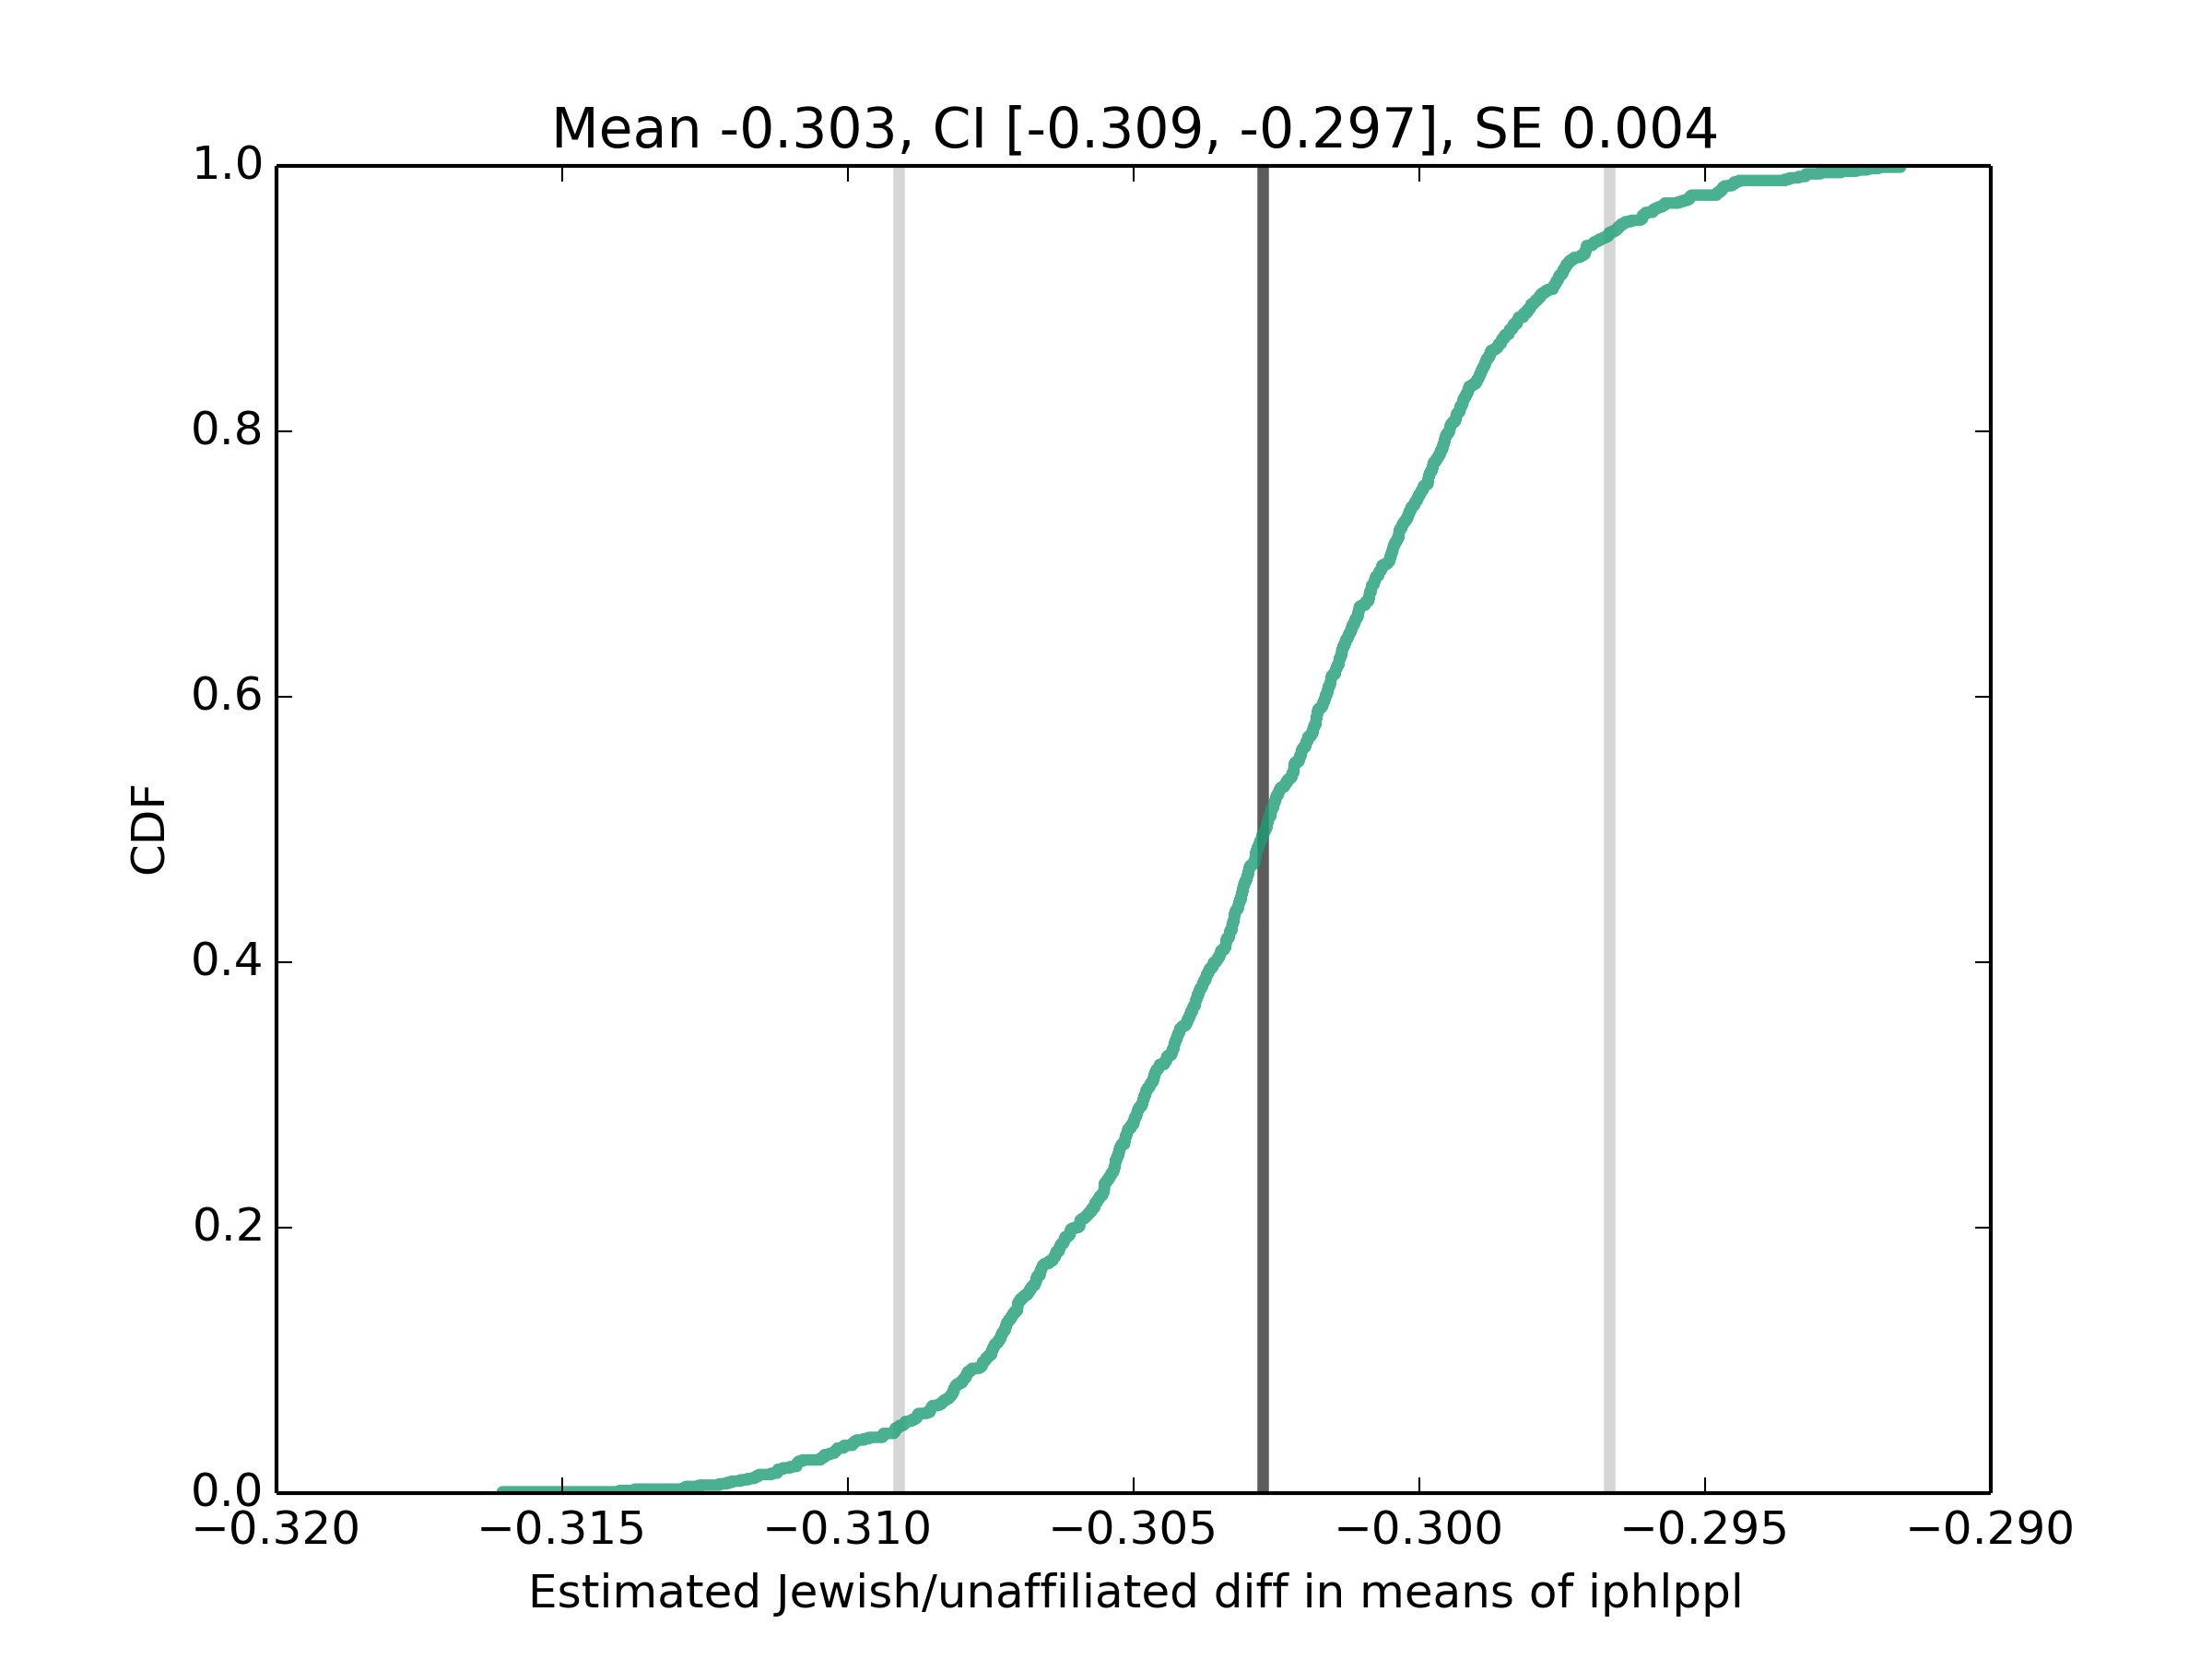 Mean -0.303, CI [-0.309, -0.297], SE 0.004
1.0
0.8
0.6
0.4
0.2
0.0
CDF
−0.320 −0.315 −0.310 −0.305 −0.300 −0.295 −0.290
Estimated Jewish/unaffiliated diff in means of iphlppl